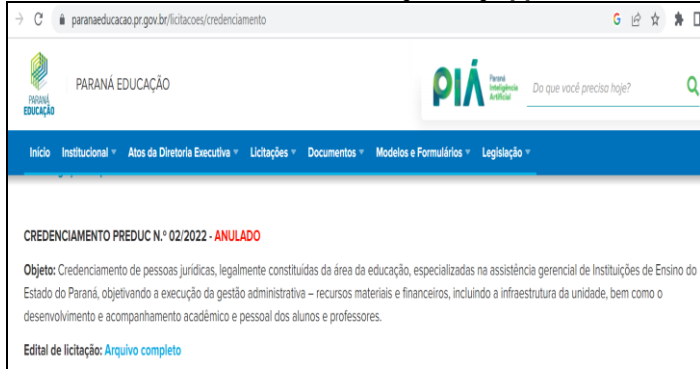 paranaeducacao.pr.gov.br/licitacoes/credenciamento
PARANÁ EDUCAÇÃO
PARANÁ
EDUCAÇÃO
PIÁ
Paraná
Inteligência
Artificial
Do que você precisa hoje?
Início Institucional Atos da Diretoria Executiva Licitações Documentos Modelos e Formulários Legislação
CREDENCIAMENTO PREDUC N.º 02/2022 - ANULADO
Objeto: Credenciamento de pessoas jurídicas, legalmente constituídas da área da educação, especializadas na assistência gerencial de Instituições de Ensino do
Estado do Paraná, objetivando a execução da gestão administrativa – recursos materiais e financeiros, incluindo a infraestrutura da unidade, bem como o
desenvolvimento e acompanhamento acadêmico e pessoal dos alunos e professores.
Edital de licitação: Arquivo completo